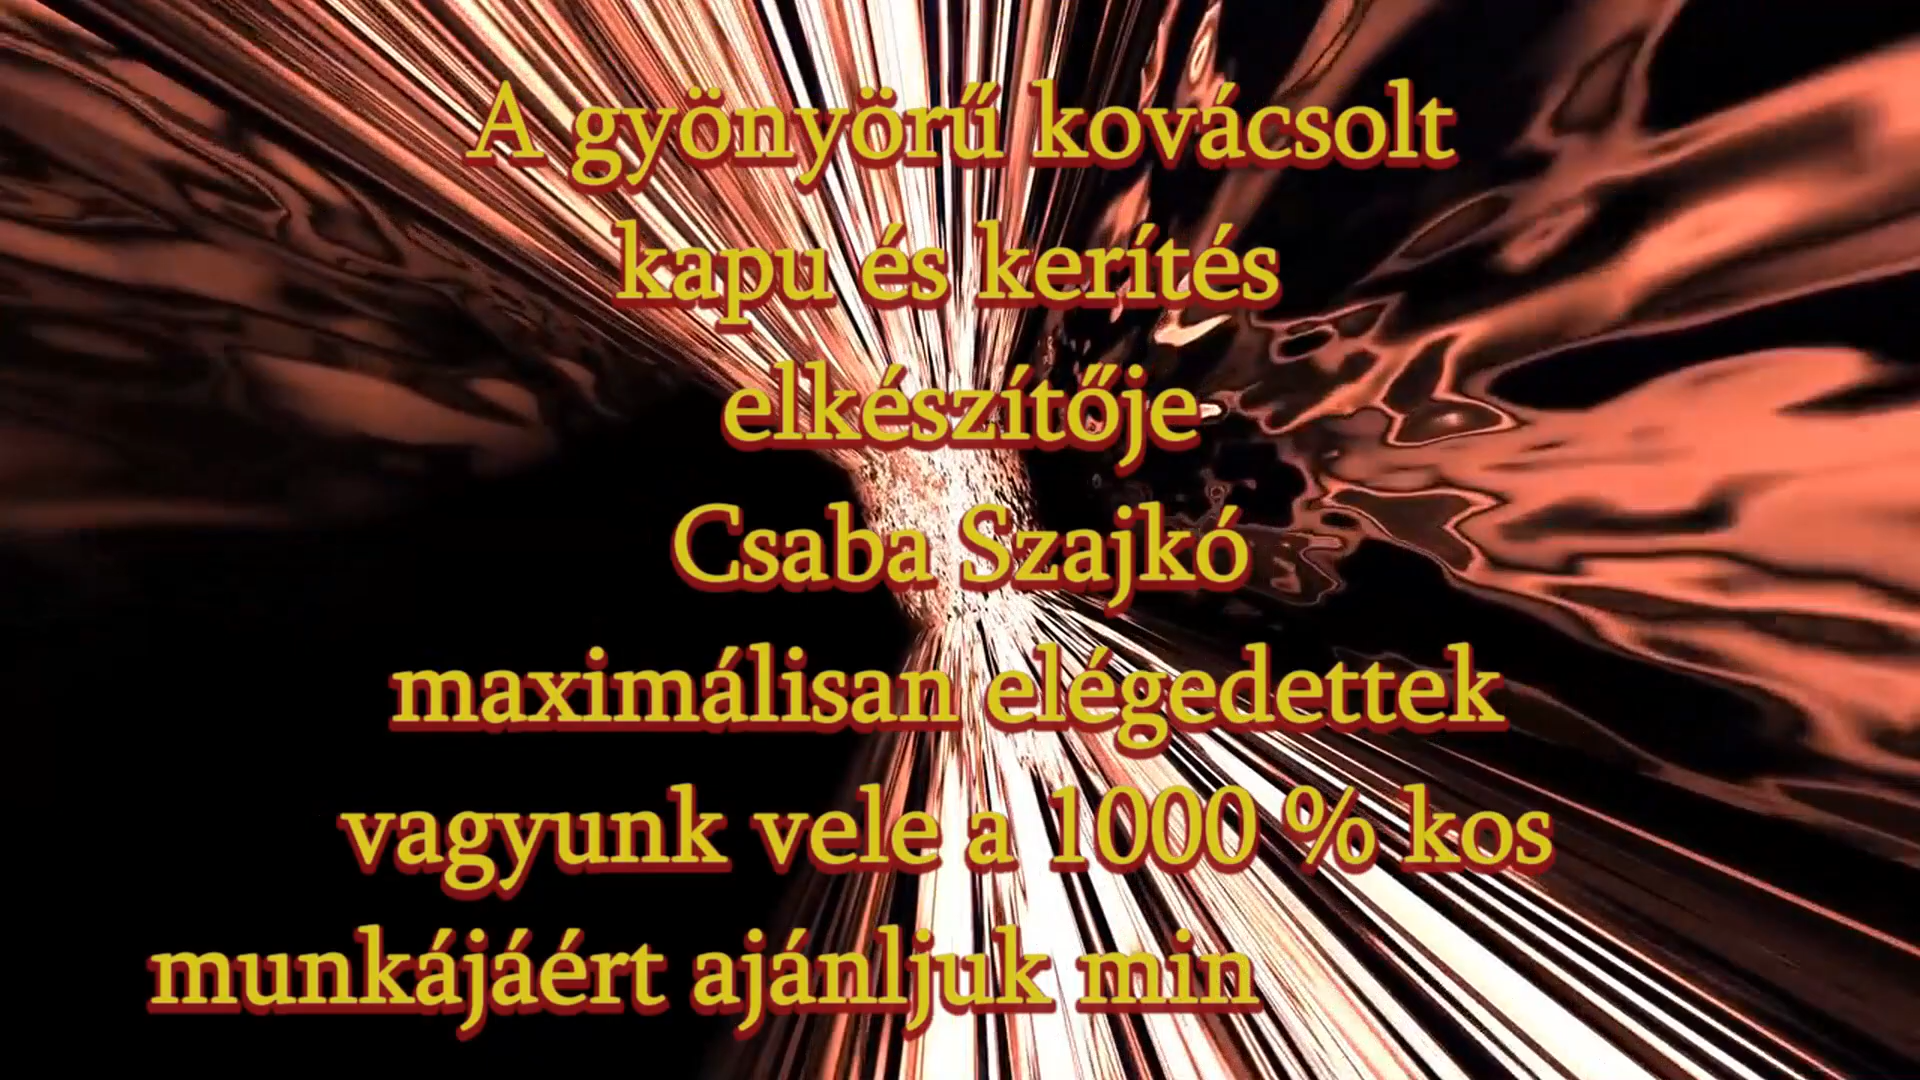 A gyönyörű kovácsolt
kapu és kerítés
elkészítője
Csaba Szajkó
maximálisan elégedettek
vagyunk vele a 1000 % kos
munkájáért ajánljuk min